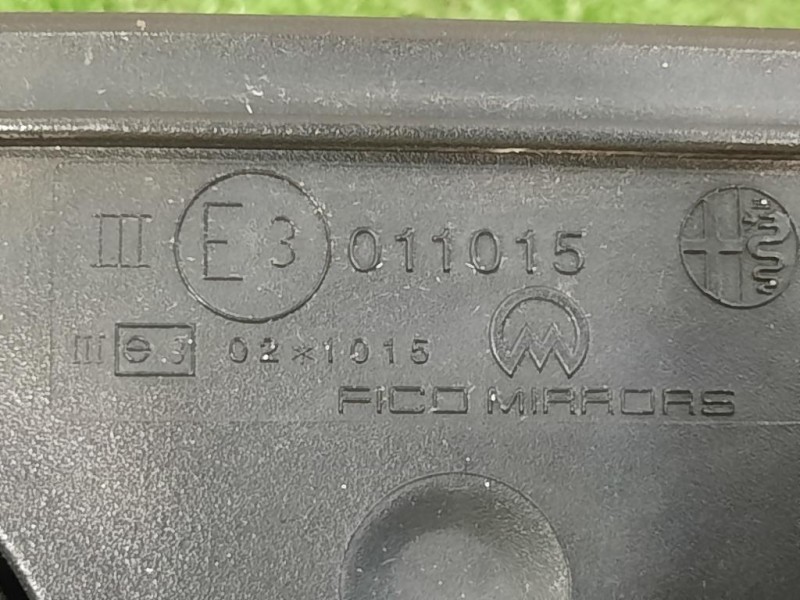 III E3 011015
III e3 02*1015
FICO MIRRORS